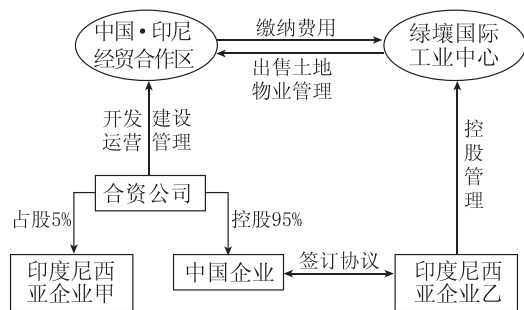 中国·印尼
经贸合作区
缴纳费用
出售土地
物业管理
绿壤国际
工业中心
开发 建设
运营 管理
控股管理
合资公司
占股5%
控股95%
印度尼西
亚企业甲
中国企业
签订协议
印度尼西
亚企业乙